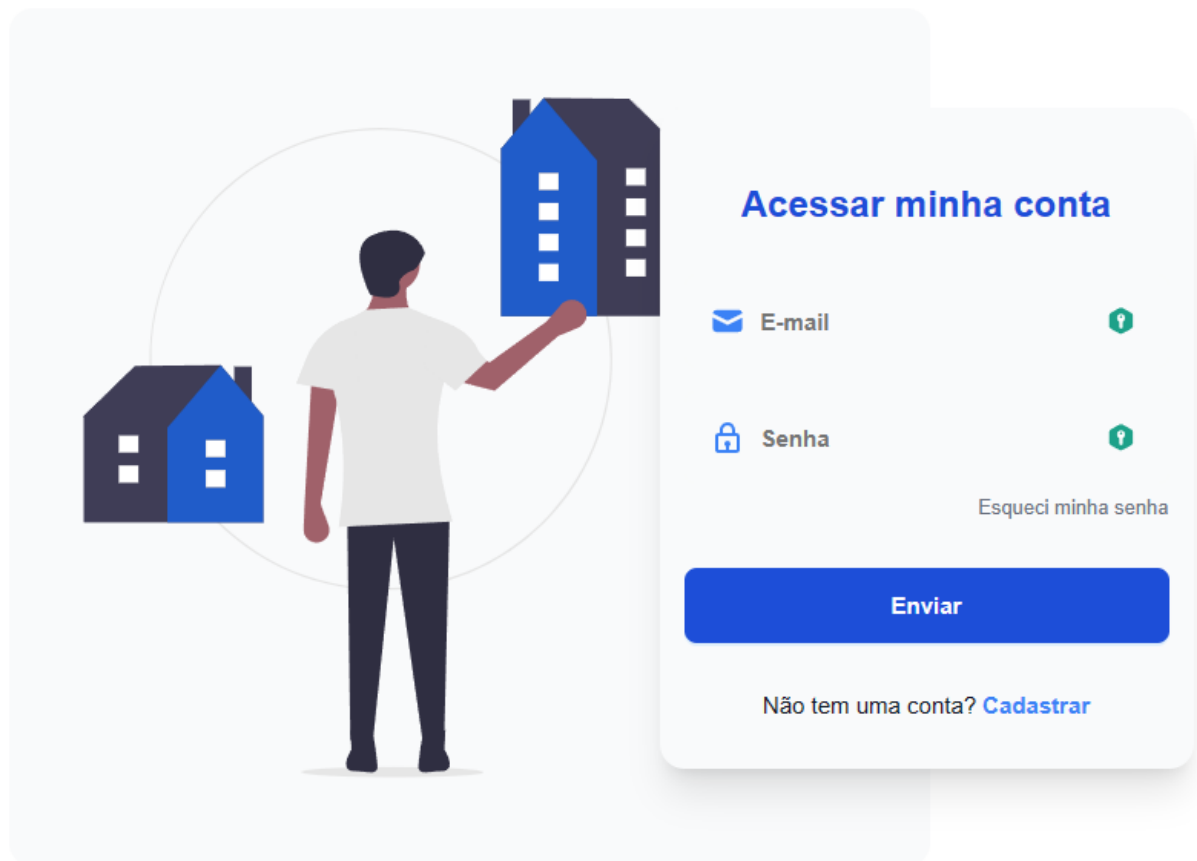 Acessar minha conta
E-mail
Senha
Esqueci minha senha
Enviar
Não tem uma conta? Cadastrar